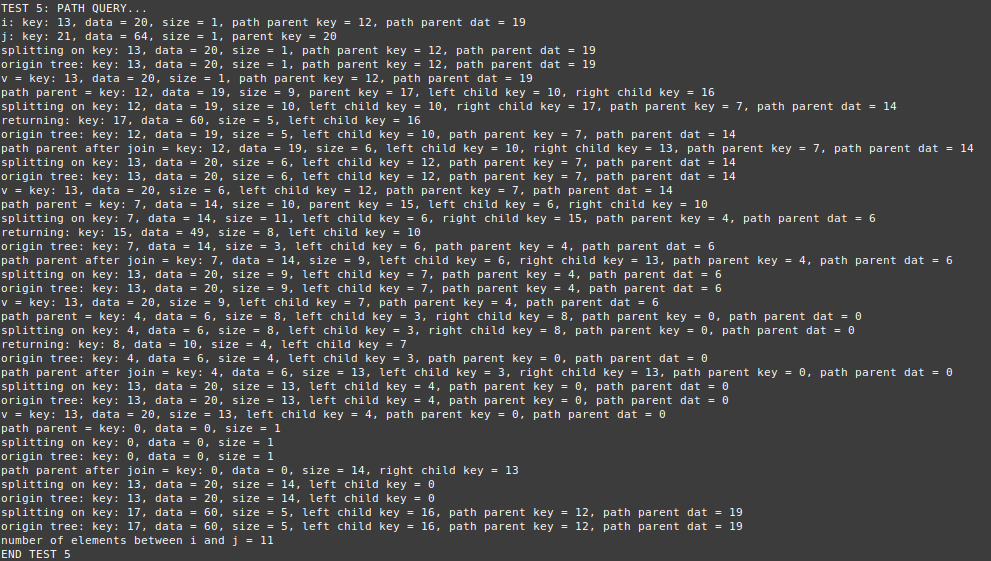 TEST 5: PATH QUERY...
i: key: 13, data = 20, size = 1, path parent key = 12, path parent dat = 19
j: key: 21, data = 64, size = 1, parent key = 20
splitting on key: 13, data = 20, size = 1, path parent key = 12, path parent dat = 19
origin tree: key: 13, data = 20, size = 1, path parent key = 12, path parent dat = 19
v = key: 13, data = 20, size = 1, path parent key = 12, path parent dat = 19
path parent = key: 12, data = 19, size = 9, parent key = 17, left child key = 10, right child key = 16
splitting on key: 12, data = 19, size = 10, left child key = 10, right child key = 17, path parent key = 7, path parent dat = 14
returning: key: 17, data = 60, size = 5, left child key = 16
origin tree: key: 12, data = 19, size = 5, left child key = 10, path parent key = 7, path parent dat = 14
path parent after join = key: 12, data = 19, size = 6, left child key = 10, right child key = 13, path parent key = 7, path parent dat = 14
splitting on key: 13, data = 20, size = 6, left child key = 12, path parent key = 7, path parent dat = 14
origin tree: key: 13, data = 20, size = 6, left child key = 12, path parent key = 7, path parent dat = 14
v = key: 13, data = 20, size = 6, left child key = 12, path parent key = 7, path parent dat = 14
path parent = key: 7, data = 14, size = 10, parent key = 15, left child key = 6, right child key = 10
splitting on key: 7, data = 14, size = 11, left child key = 6, right child key = 15, path parent key = 4, path parent dat = 6
returning: key: 15, data = 49, size = 8, left child key = 10
origin tree: key: 7, data = 14, size = 3, left child key = 6, path parent key = 4, path parent dat = 6
path parent after join = key: 7, data = 14, size = 9, left child key = 6, right child key = 13, path parent key = 4, path parent dat = 6
splitting on key: 13, data = 20, size = 9, left child key = 7, path parent key = 4, path parent dat = 6
origin tree: key: 13, data = 20, size = 9, left child key = 7, path parent key = 4, path parent dat = 6
v = key: 13, data = 20, size = 9, left child key = 7, path parent key = 4, path parent dat = 6
path parent = key: 4, data = 6, size = 8, left child key = 3, right child key = 8, path parent key = 0, path parent dat = 0
splitting on key: 4, data = 6, size = 8, left child key = 3, right child key = 8, path parent key = 0, path parent dat = 0
returning: key: 8, data = 10, size = 4, left child key = 7
origin tree: key: 4, data = 6, size = 4, left child key = 3, path parent key = 0, path parent dat = 0
path parent after join = key: 4, data = 6, size = 13, left child key = 3, right child key = 13, path parent key = 0, path parent dat = 0
splitting on key: 13, data = 20, size = 13, left child key = 4, path parent key = 0, path parent dat = 0
origin tree: key: 13, data = 20, size = 13, left child key = 4, path parent key = 0, path parent dat = 0
v = key: 13, data = 20, size = 13, left child key = 4, path parent key = 0, path parent dat = 0
path parent = key: 0, data = 0, size = 1
splitting on key: 0, data = 0, size = 1
origin tree: key: 0, data = 0, size = 1
path parent after join = key: 0, data = 0, size = 14, right child key = 13
splitting on key: 13, data = 20, size = 14, left child key = 0
origin tree: key: 13, data = 20, size = 14, left child key = 0
splitting on key: 17, data = 60, size = 5, left child key = 16, path parent key = 12, path parent dat = 19
origin tree: key: 17, data = 60, size = 5, left child key = 16, path parent key = 12, path parent dat = 19
number of elements between i and j = 11
END TEST 5